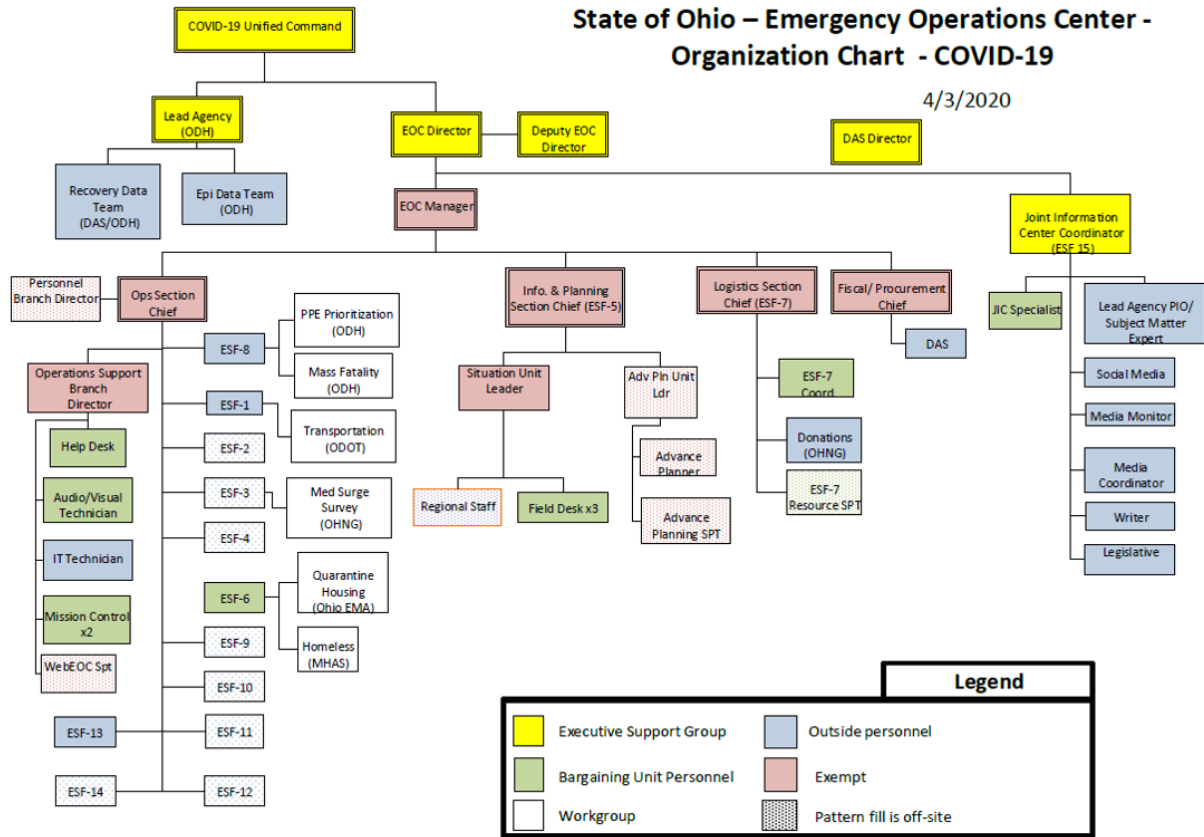 State of Ohio – Emergency Operations Center -
Organization Chart - COVID-19
4/3/2020
COVID-19 Unified Command
Lead Agency
(ODH)
EOC Director
Deputy EOC
Director
DAS Director
Recovery Data
Team
(DAS/ODH)
Epi Data Team
(ODH)
EOC Manager
Joint Information
Center Coordinator
(ESF 15)
Personnel
Branch Director
Ops Section
Chief
Info. & Planning
Section Chief (ESF-5)
Logistics Section
Chief (ESF-7)
Fiscal/ Procurement
Chief
JIC Specialist
Lead Agency PIO/
Subject Matter
Expert
Social Media
Media Monitor
Media
Coordinator
Writer
Legislative
DAS
Operations Support
Branch
Director
Help Desk
Audio/Visual
Technician
IT Technician
Mission Control
x2
WebEOC Spt
ESF-8
PPE Prioritization
(ODH)
Mass Fatality
(ODH)
ESF-1
Transportation
(ODOT)
ESF-2
ESF-3
Med Surge
Survey
(OHNG)
ESF-4
ESF-6
Quarantine
Housing
(Ohio EMA)
Homeless
(MHAS)
ESF-9
ESF-10
ESF-13
ESF-11
ESF-14
ESF-12
Situation Unit
Leader
Adv Pln Unit
Ldr
Regional Staff
Field Desk x3
Advance
Planner
Advance
Planning SPT
ESF-7
Coord
Donations
(OHNG)
ESF-7
Resource SPT
Legend
Executive Support Group
Outside personnel
Bargaining Unit Personnel
Exempt
Workgroup
Pattern fill is off-site